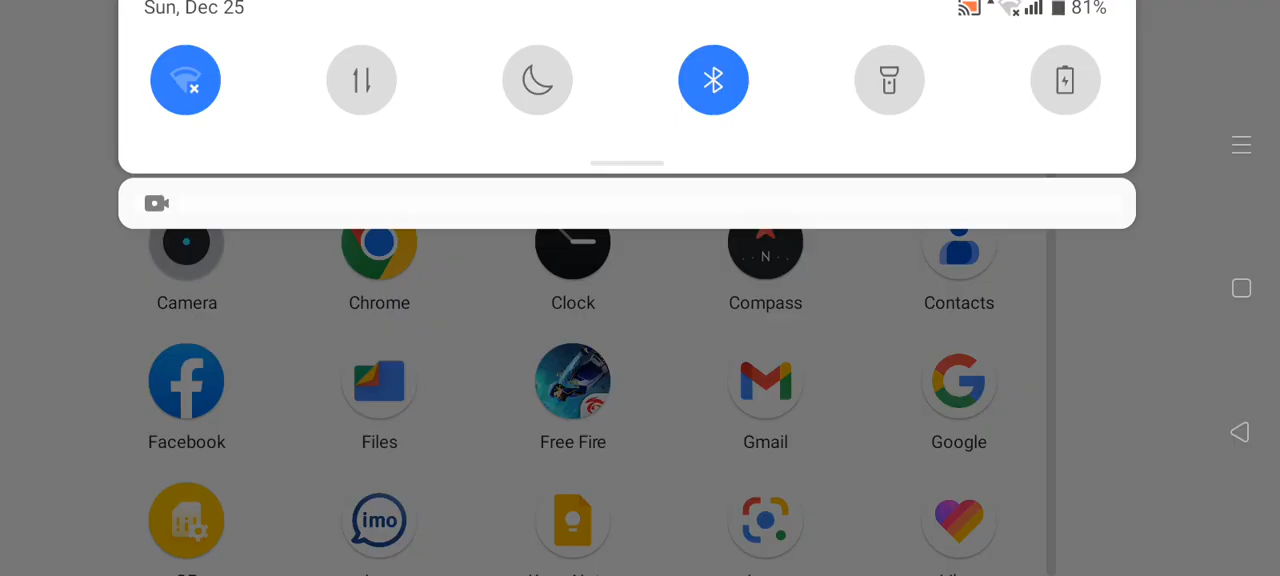 Sun, Dec 25
81%
N
Camera
Chrome
Clock
Compass
Contacts
Facebook
Files
Free Fire
Gmail
Google
imo